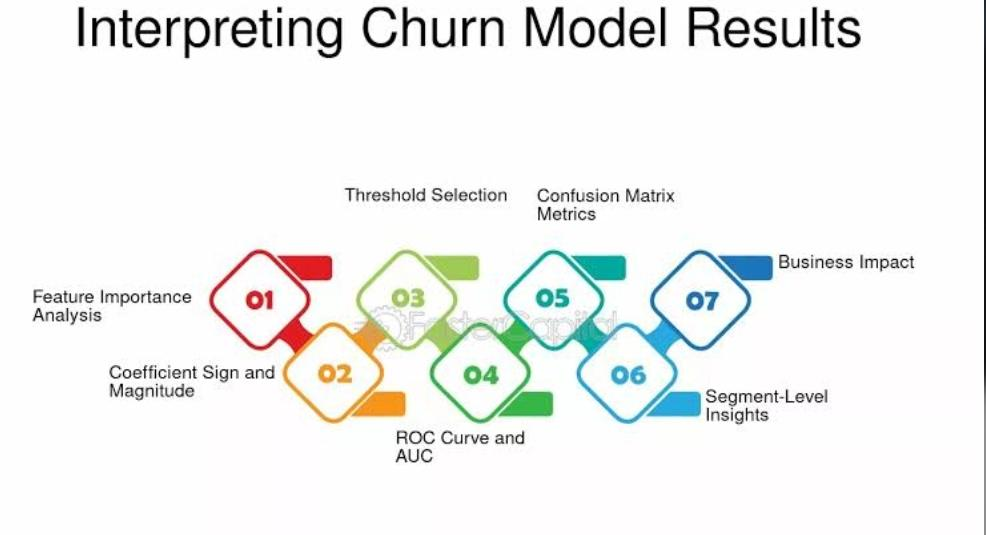 Interpreting Churn Model Results
Threshold Selection
Confusion Matrix
Metrics
Business Impact
Feature Importance
Analysis
01
03
05
07
FasterCapital
Coefficient Sign and
Magnitude
02
04
06
Segment-Level
Insights
ROC Curve and
AUC